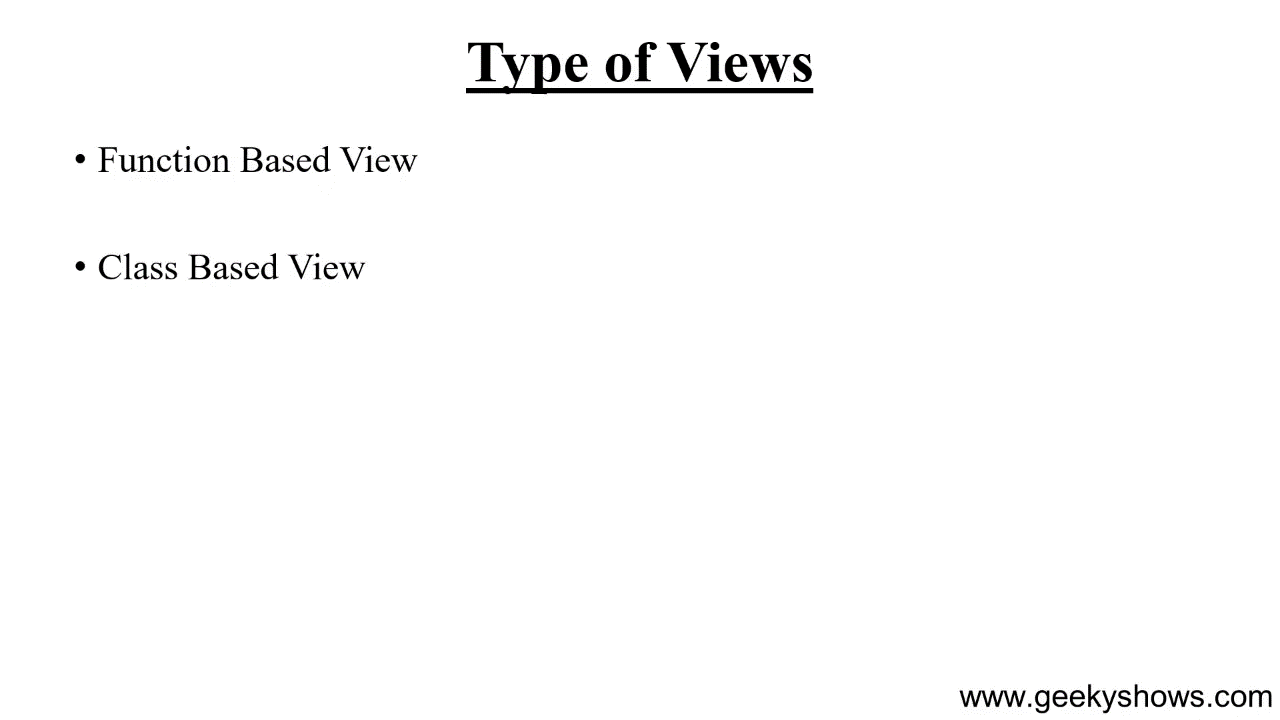 Type of Views
• Function Based View
• Class Based View
www.geekyshows.com